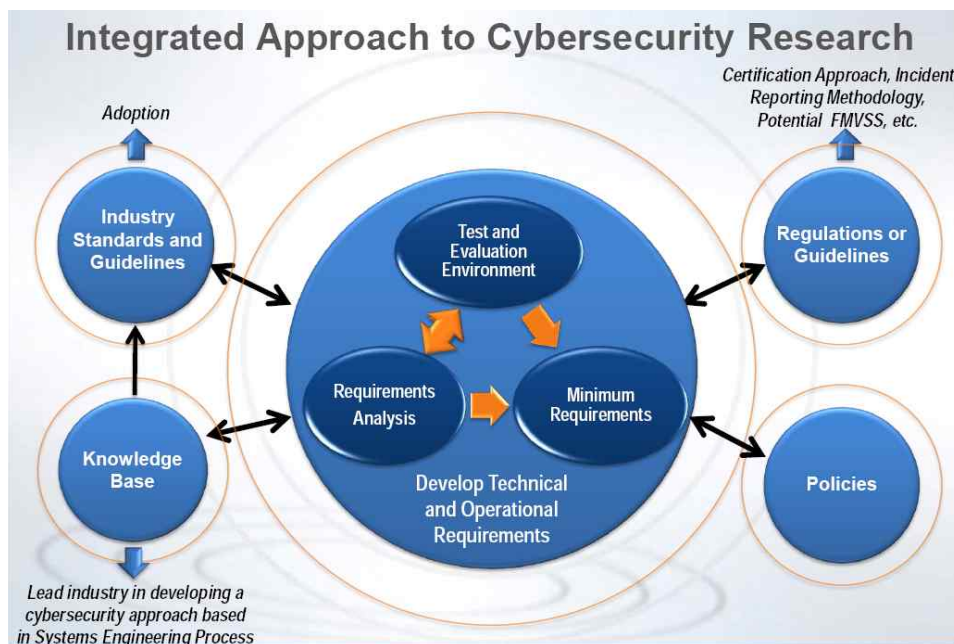 Integrated Approach to Cybersecurity Research
Adoption
Certification Approach, Incident
Reporting Methodology,
Potential FMVSS, etc.
Industry
Standards and
Guidelines
Test and
Evaluation
Environment
Regulations or
Guidelines
Requirements
Analysis
Minimum
Requirements
Knowledge
Base
Develop Technical
and Operational
Requirements
Policies
Lead industry in developing a
cybersecurity approach based
in Systems Engineering Process